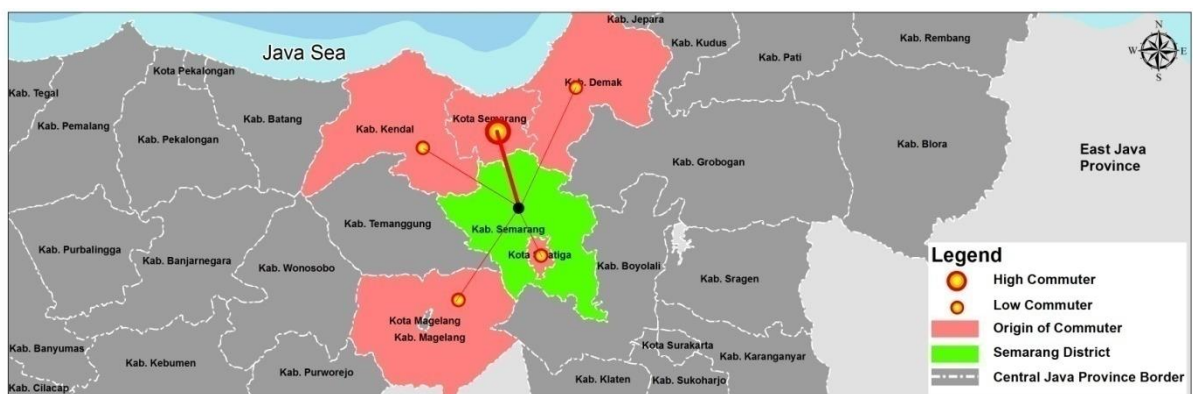 Kab. Jepara
Kab. Kudus
Kab. Rembang
Kab. Pati
N
W
E
S
Java Sea
Kota Pekalongan
Kab. Tegal
Kab. Pemalang
Kab. Pekalongan
Kab. Batang
Kab. Kendal
Kota Semarang
Kab. Demak
Kab. Grobogan
Kab. Blora
East Java
Province
Kab. Temanggung
Kab. Semarang
Kab. Purbalingga
Kab. Banjarnegara
Kab. Wonosobo
Kota
tiga
Kab. Boyolali
Kab. Sragen
Kota Magelang
Kab. Magelang
Kab. Banyumas
Kab. Kebumen
Kab. Purworejo
Kab. Cilacap
Kota Surakarta
Kab. Karanganyar
Kab. Klaten
Kab. Sukoharjo
Legend
High Commuter
Low Commuter
Origin of Commuter
Semarang District
Central Java Province Border